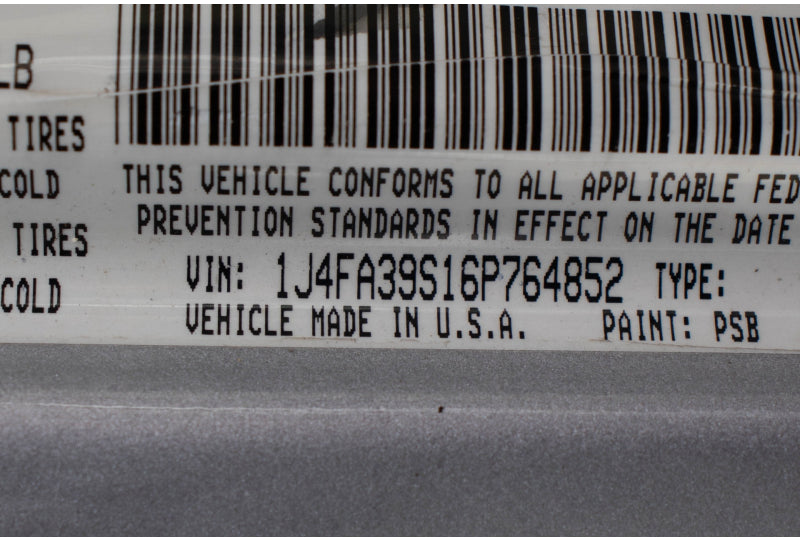 LB
TIRES
COLD
THIS VEHICLE CONFORMS TO ALL APPLICABLE FED
PREVENTION STANDARDS IN EFFECT ON THE DATE
TIRES
VIN: 1J4FA39S16P764852 TYPE:
COLD
VEHICLE MADE IN U.S.A. PAINT: PSB